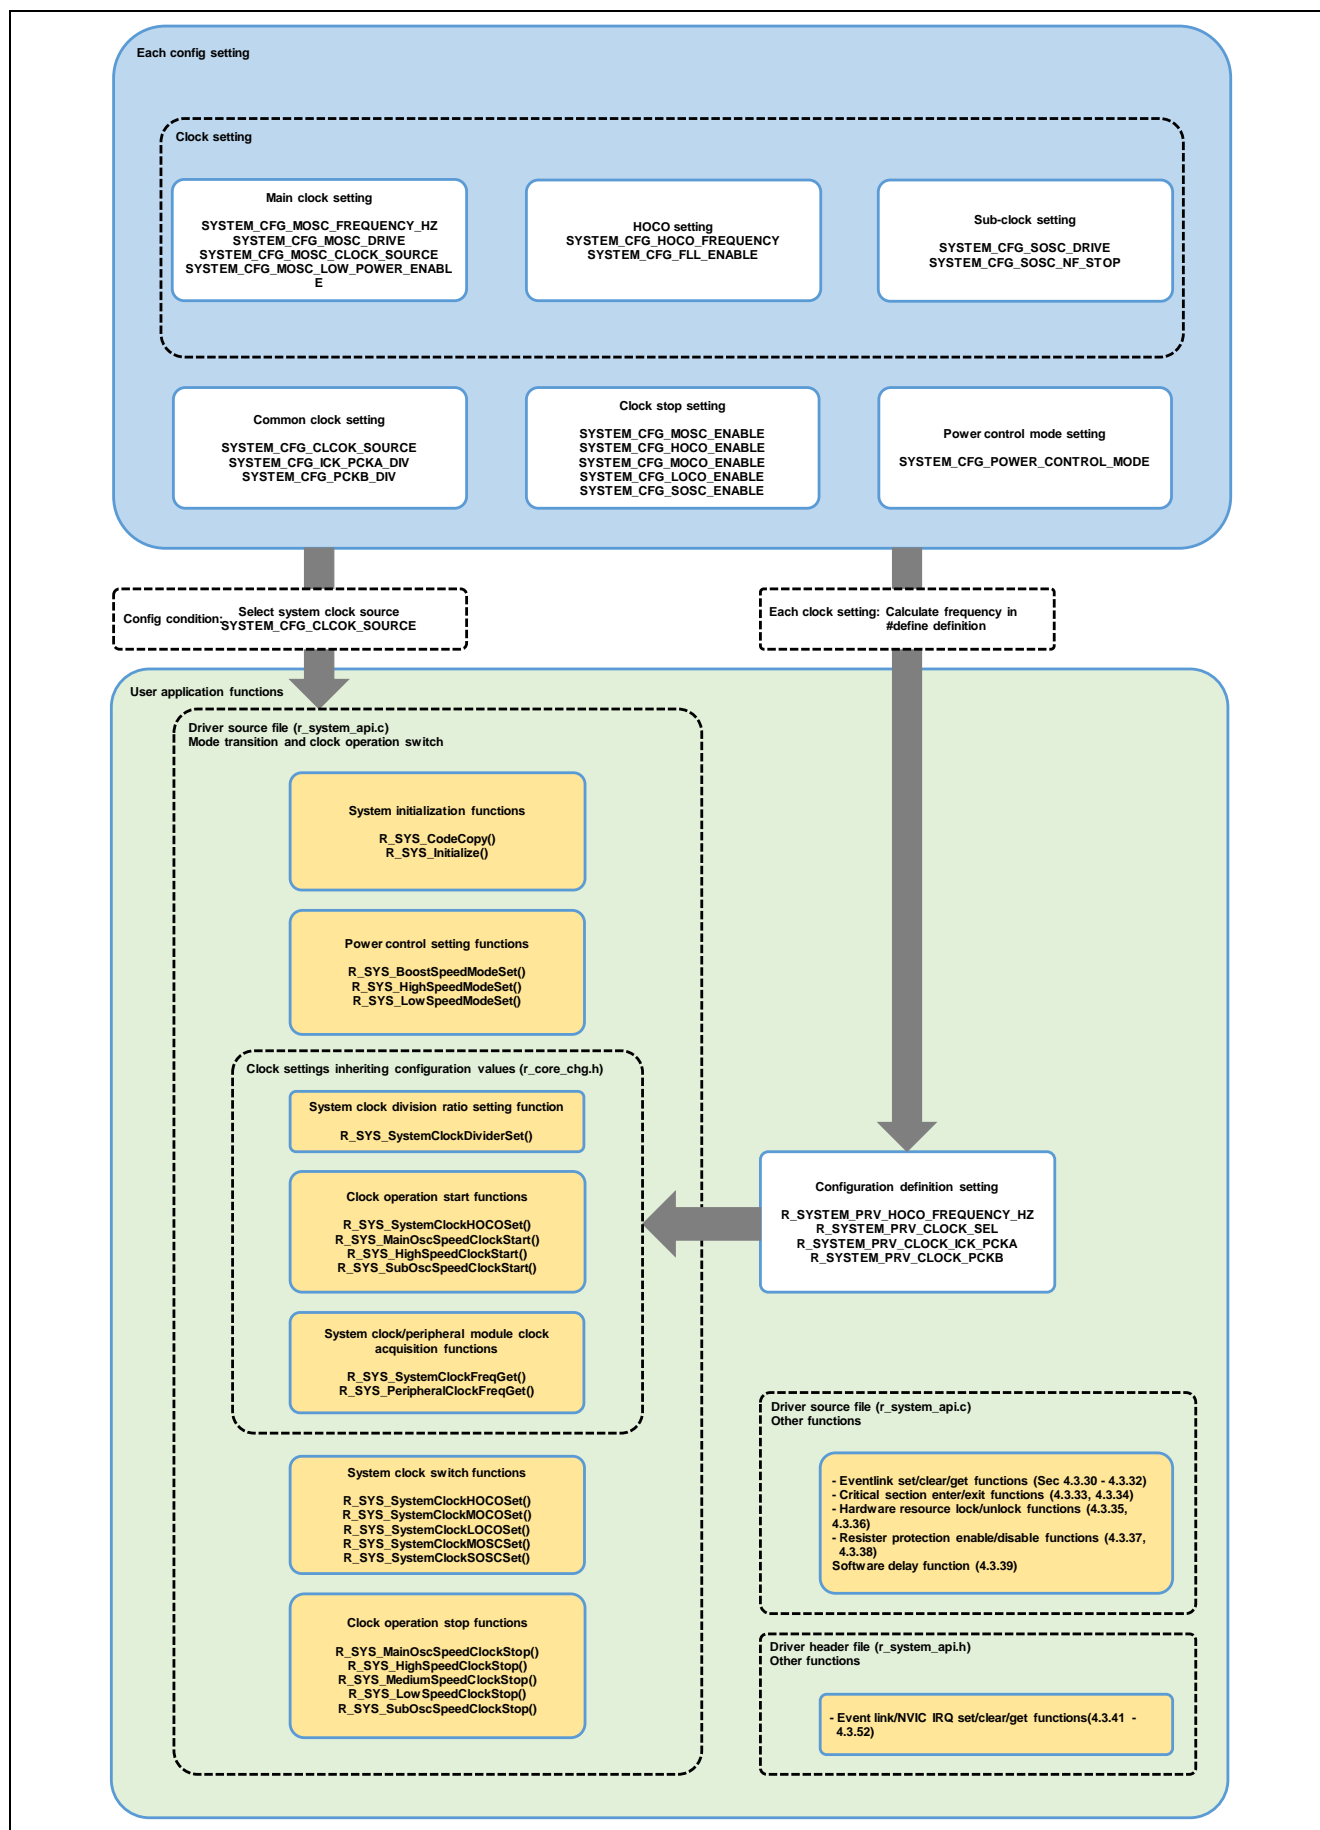 Each config setting
Clock setting
Main clock setting
SYSTEM_CFG_MOSC_FREQUENCY_HZ
SYSTEM_CFG_MOSC_DRIVE
SYSTEM_CFG_MOSC_CLOCK_SOURCE
SYSTEM_CFG_MOSC_LOW_POWER_ENABL
E
HOCO setting
SYSTEM_CFG_HOCO_FREQUENCY
SYSTEM_CFG_FLL_ENABLE
Sub-clock setting
SYSTEM_CFG_SOSC_DRIVE
SYSTEM_CFG_SOSC_NF_STOP
Common clock setting
SYSTEM_CFG_CLCOK_SOURCE
SYSTEM_CFG_ICK_PCKA_DIV
SYSTEM_CFG_PCKB_DIV
Clock stop setting
SYSTEM_CFG_MOSC_ENABLE
SYSTEM_CFG_HOCO_ENABLE
SYSTEM_CFG_MOCO_ENABLE
SYSTEM_CFG_LOCO_ENABLE
SYSTEM_CFG_SOSC_ENABLE
Power control mode setting
SYSTEM_CFG_POWER_CONTROL_MODE
Config condition: Select system clock source
SYSTEM_CFG_CLCOK_SOURCE
Each clock setting: Calculate frequency in
#define definition
User application functions
Driver source file (r_system_api.c)
Mode transition and clock operation switch
System initialization functions
R_SYS_CodeCopy()
R_SYS_Initialize()
Power control setting functions
R_SYS_BoostSpeedModeSet()
R_SYS_HighSpeedModeSet()
R_SYS_LowSpeedModeSet()
Clock settings inheriting configuration values (r_core_chg.h)
System clock division ratio setting function
R_SYS_SystemClockDividerSet()
Clock operation start functions
R_SYS_SystemClockHOCOSet()
R_SYS_MainOscSpeedClockStart()
R_SYS_HighSpeedClockStart()
R_SYS_SubOscSpeedClockStart()
System clock/peripheral module clock
acquisition functions
R_SYS_SystemClockFreqGet()
R_SYS_PeripheralClockFreqGet()
System clock switch functions
R_SYS_SystemClockHOCOSet()
R_SYS_SystemClockMOCOSet()
R_SYS_SystemClockLOCOSet()
R_SYS_SystemClockMOSCSet()
R_SYS_SystemClockSOSCSet()
Clock operation stop functions
R_SYS_MainOscSpeedClockStop()
R_SYS_HighSpeedClockStop()
R_SYS_MediumSpeedClockStop()
R_SYS_LowSpeedClockStop()
R_SYS_SubOscSpeedClockStop()
Configuration definition setting
R_SYSTEM_PRV_HOCO_FREQUENCY_HZ
R_SYSTEM_PRV_CLOCK_SEL
R_SYSTEM_PRV_CLOCK_ICK_PCKA
R_SYSTEM_PRV_CLOCK_PCKB
Driver source file (r_system_api.c)
Other functions
- Eventlink set/clear/get functions (Sec 4.3.30 - 4.3.32)
- Critical section enter/exit functions (4.3.33, 4.3.34)
- Hardware resource lock/unlock functions (4.3.35,
4.3.36)
- Resister protection enable/disable functions (4.3.37,
4.3.38)
Software delay function (4.3.39)
Driver header file (r_system_api.h)
Other functions
- Event link/NVIC IRQ set/clear/get functions(4.3.41 -
4.3.52)